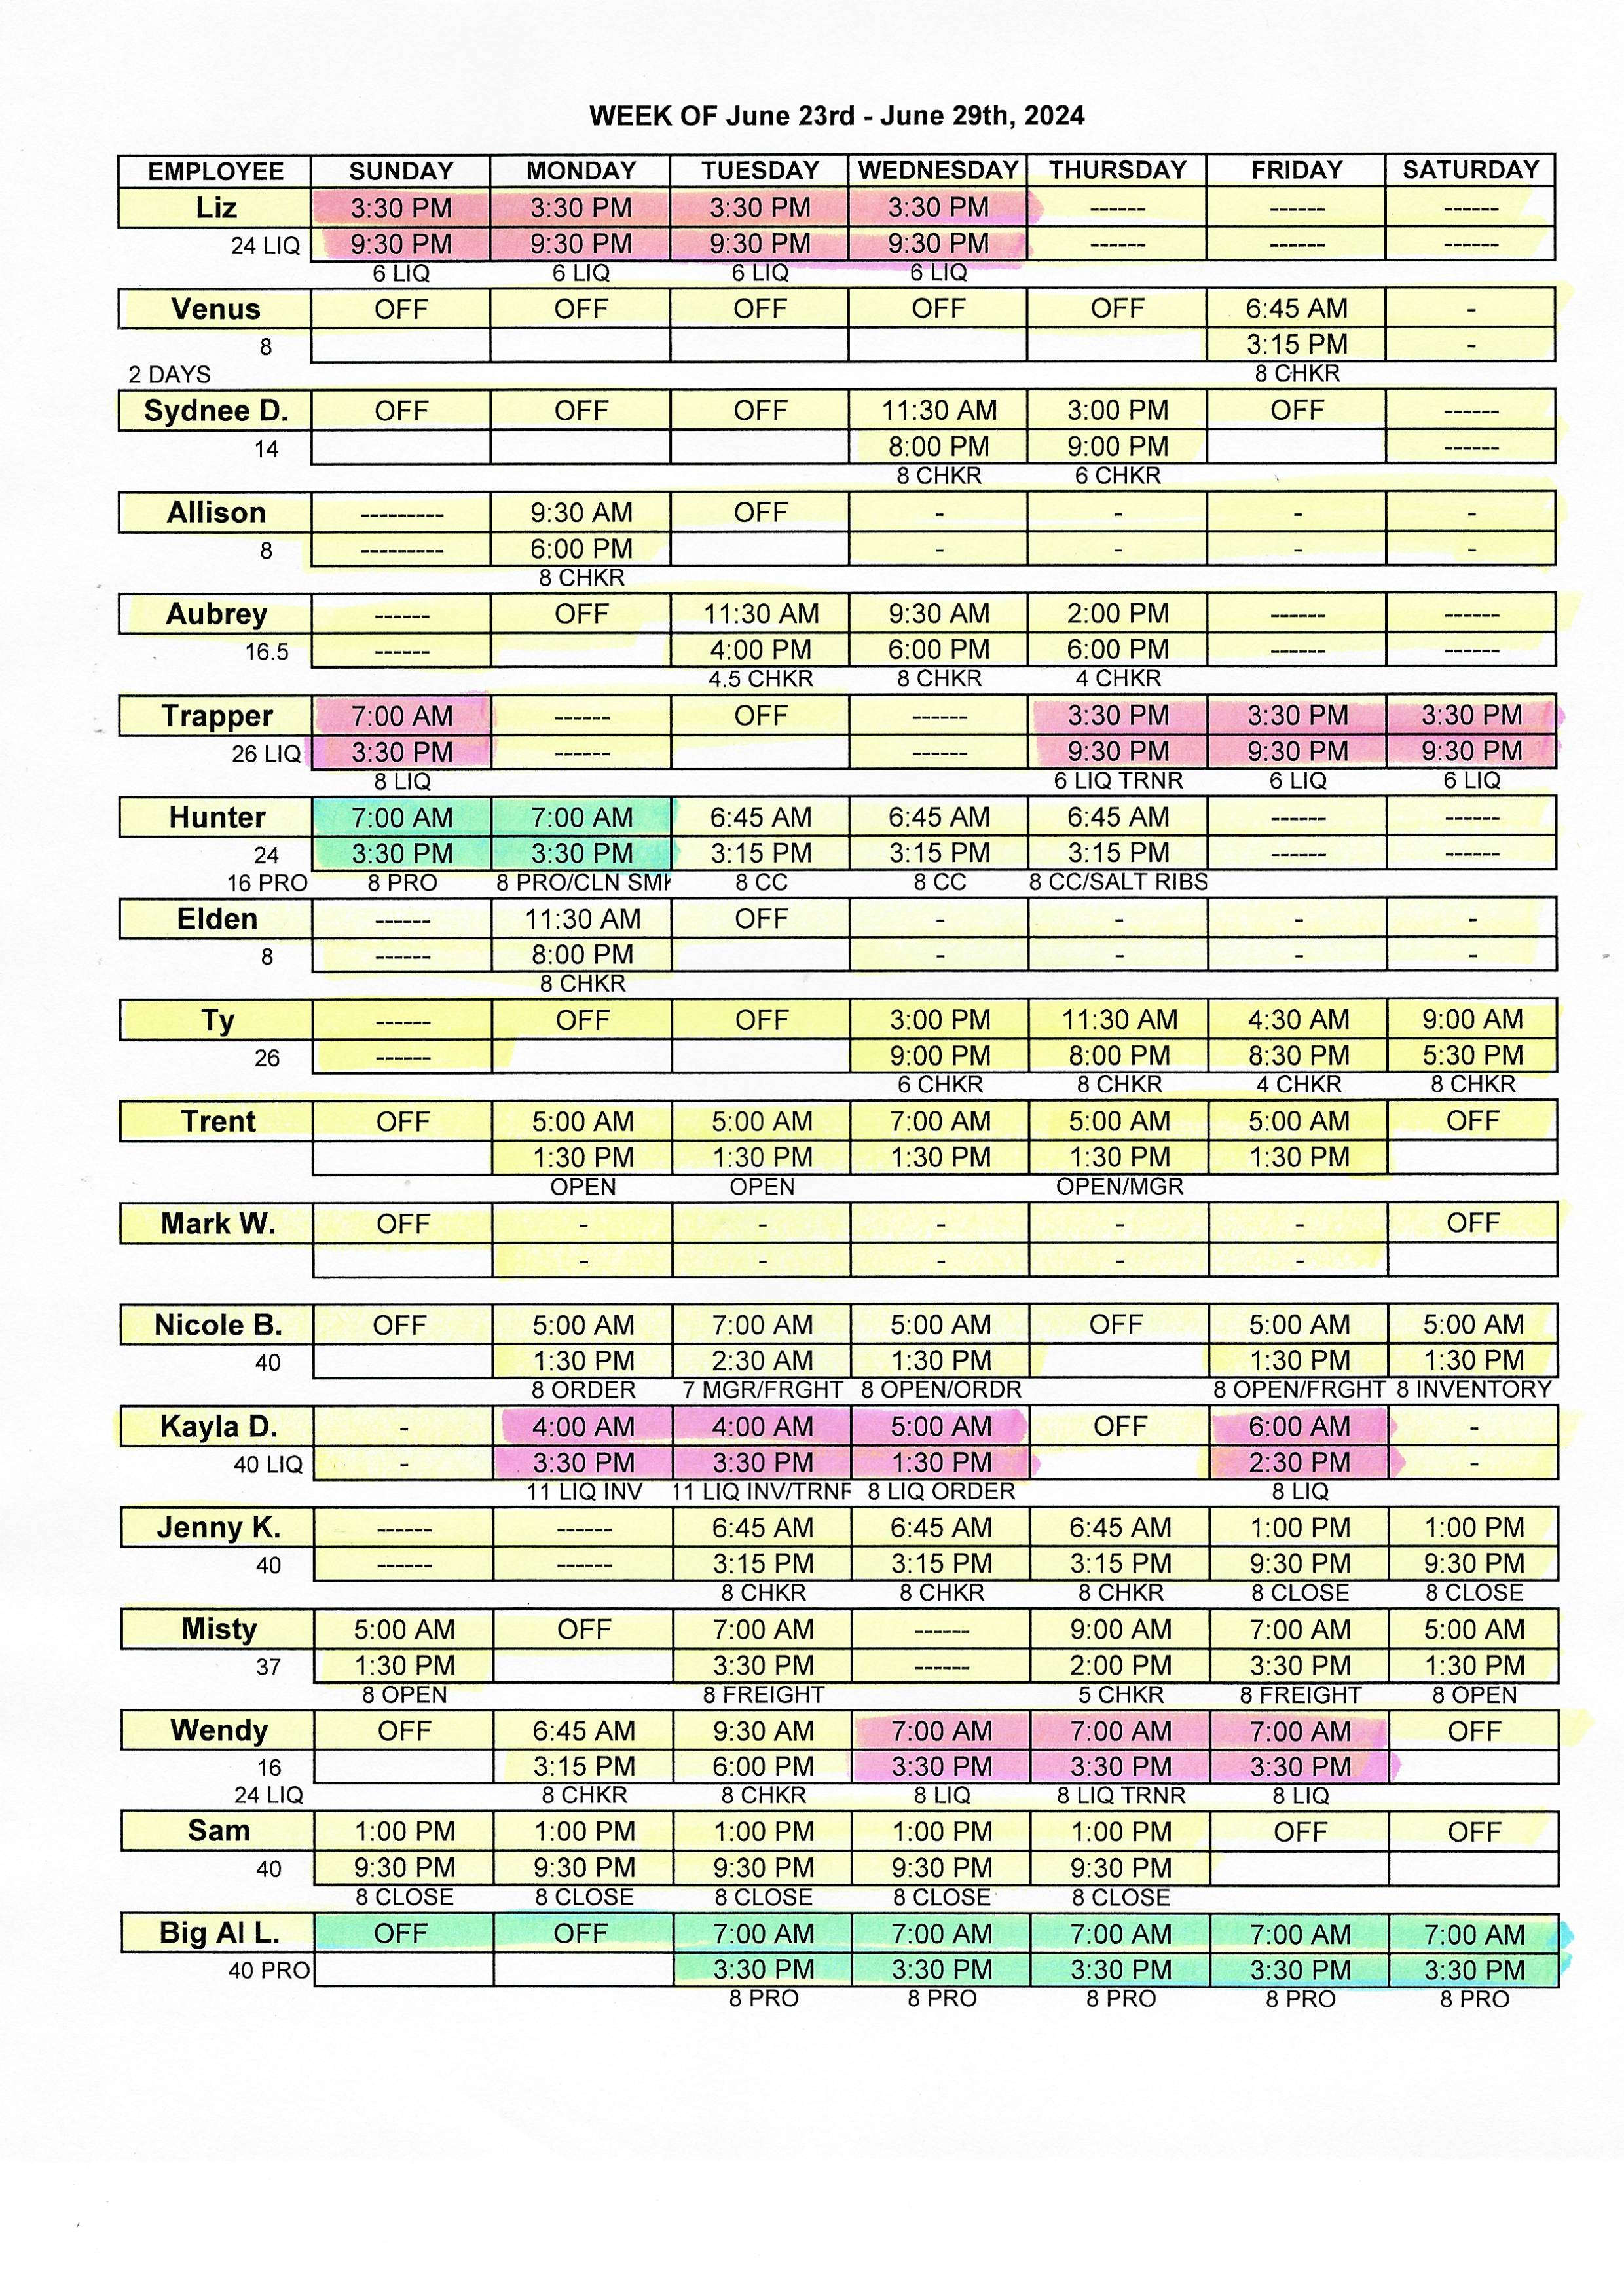 WEEK OF June 23rd - June 29th, 2024
EMPLOYEE SUNDAY MONDAY TUESDAY WEDNESDAY THURSDAY FRIDAY SATURDAY
Liz 3:30 PM 3:30 PM 3:30 PM 3:30 PM ------ ------ ------
24 LIQ 9:30 PM 9:30 PM 9:30 PM 9:30 PM ------ ------ ------
6 LIQ 6 LIQ 6 LIQ 6 LIQ
Venus OFF OFF OFF OFF OFF 6:45 AM -
8 3:15 PM -
2 DAYS 8 CHKR
Sydnee D. OFF OFF OFF 11:30 AM 3:00 PM OFF ------
14 8:00 PM 9:00 PM ------
8 CHKR 6 CHKR
Allison --------- 9:30 AM OFF - - - -
8 --------- 6:00 PM - - - -
8 CHKR
Aubrey ------ OFF 11:30 AM 9:30 AM 2:00 PM ------ ------
16.5 ------ 4:00 PM 6:00 PM 6:00 PM ------ ------
4.5 CHKR 8 CHKR 4 CHKR
Trapper 7:00 AM ------ OFF ------ 3:30 PM 3:30 PM 3:30 PM
26 LIQ 3:30 PM ------ ------ 9:30 PM 9:30 PM 9:30 PM
8 LIQ 6 LIQ TRNR 6 LIQ 6 LIQ
Hunter 7:00 AM 7:00 AM 6:45 AM 6:45 AM 6:45 AM ------ ------
24 3:30 PM 3:30 PM 3:15 PM 3:15 PM 3:15 PM ------ ------
16 PRO 8 PRO 8 PRO/CLN SM 8 CC 8 CC 8 CC/SALT RIBS
Elden ------ 11:30 AM OFF - - - -
8 ------ 8:00 PM - - - -
8 CHKR
Ty ------ OFF OFF 3:00 PM 11:30 AM 4:30 AM 9:00 AM
26 ------ 9:00 PM 8:00 PM 8:30 PM 5:30 PM
6 CHKR 8 CHKR 4 CHKR 8 CHKR
Trent OFF 5:00 AM 5:00 AM 7:00 AM 5:00 AM 5:00 AM OFF
1:30 PM 1:30 PM 1:30 PM 1:30 PM 1:30 PM
OPEN OPEN OPEN/MGR
Mark W. OFF - - - - - OFF
- - - - -
Nicole B. OFF 5:00 AM 7:00 AM 5:00 AM OFF 5:00 AM 5:00 AM
40 1:30 PM 2:30 AM 1:30 PM 1:30 PM 1:30 PM
8 ORDER 7 MGR/FRGHT 8 OPEN/ORDR 8 OPEN/FRGHT 8 INVENTORY
Kayla D. - 4:00 AM 4:00 AM 5:00 AM OFF 6:00 AM -
40 LIQ - 3:30 PM 3:30 PM 1:30 PM 2:30 PM -
11 LIQ INV 11 LIQ INV/TRN 8 LIQ ORDER 8 LIQ
Jenny K. ------ ------ 6:45 AM 6:45 AM 6:45 AM 1:00 PM 1:00 PM
40 ------ ------ 3:15 PM 3:15 PM 3:15 PM 9:30 PM 9:30 PM
8 CHKR 8 CHKR 8 CHKR 8 CLOSE 8 CLOSE
Misty 5:00 AM OFF 7:00 AM ------ 9:00 AM 7:00 AM 5:00 AM
37 1:30 PM 3:30 PM ------ 2:00 PM 3:30 PM 1:30 PM
8 OPEN 8 FREIGHT 5 CHKR 8 FREIGHT 8 OPEN
Wendy OFF 6:45 AM 9:30 AM 7:00 AM 7:00 AM 7:00 AM OFF
16 3:15 PM 6:00 PM 3:30 PM 3:30 PM 3:30 PM
24 LIQ 8 CHKR 8 CHKR 8 LIQ 8 LIQ TRNR 8 LIQ
Sam 1:00 PM 1:00 PM 1:00 PM 1:00 PM 1:00 PM OFF OFF
40 9:30 PM 9:30 PM 9:30 PM 9:30 PM 9:30 PM
8 CLOSE 8 CLOSE 8 CLOSE 8 CLOSE 8 CLOSE
Big Al L. OFF OFF 7:00 AM 7:00 AM 7:00 AM 7:00 AM 7:00 AM
40 PRO 3:30 PM 3:30 PM 3:30 PM 3:30 PM 3:30 PM
8 PRO 8 PRO 8 PRO 8 PRO 8 PRO